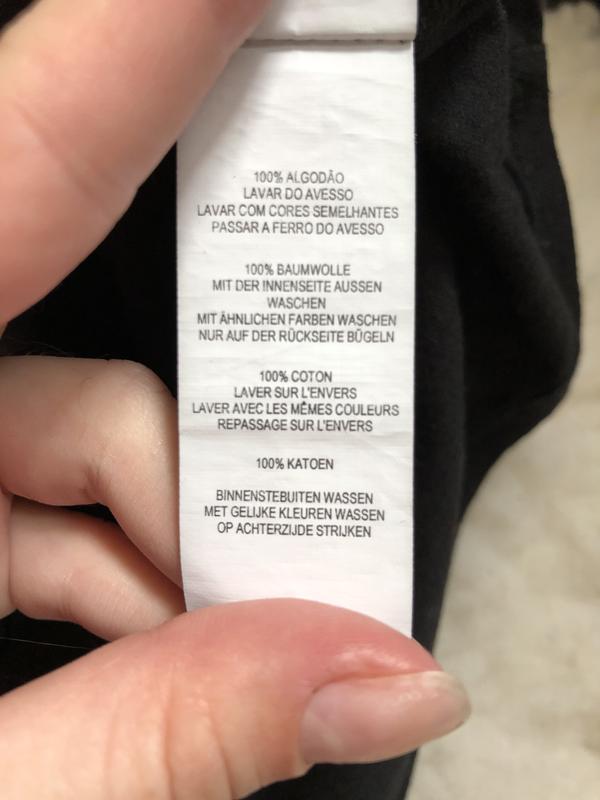 100% ALGODÃO
LAVAR DO AVESSO
LAVAR COM CORES SEMELHANTES
PASSAR A FERRO DO AVESSO
100% BAUMWOLLE
MIT DER INNENSEITE AUSSEN
WASCHEN
MIT ÄHNLICHEN FARBEN WASCHEN
NUR AUF DER RÜCKSEITE BÜGELN
100% COTON
LAVER SUR L'ENVERS
LAVER AVEC LES MÊMES COULEURS
REPASSAGE SUR L'ENVERS
100% KATOEN
BINNENSTEBUITEN WASSEN
MET GELIJKE KLEUREN WASSEN
OP ACHTERZIJDE STRIJKEN